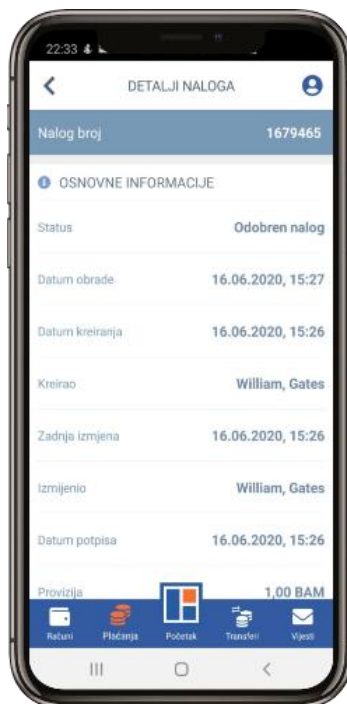 22:33
DETALJI NALOGA
Nalog broj 1679465
OSNOVNE INFORMACIJE
Status Odobren nalog
Datum obrade 16.06.2020, 15:27
Datum kreiranja 16.06.2020, 15:26
Kreirao William, Gates
Zadnja izmjena 16.06.2020, 15:26
Izmijenio William, Gates
Datum potpisa 16.06.2020, 15:26
Provizija 1,00 BAM
Računi Plaćanja Početak Transferi Vijesti